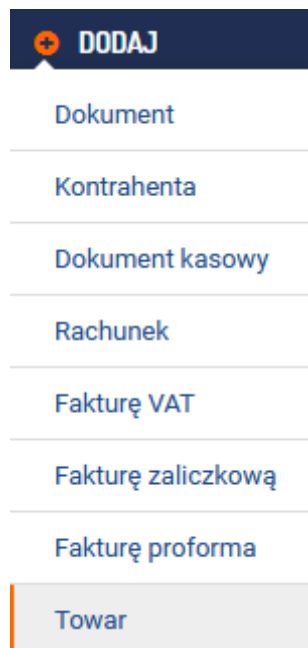 DODAJ
Dokument
Kontrahenta
Dokument kasowy
Rachunek
Fakturę VAT
Fakturę zaliczkową
Fakturę proforma
Towar